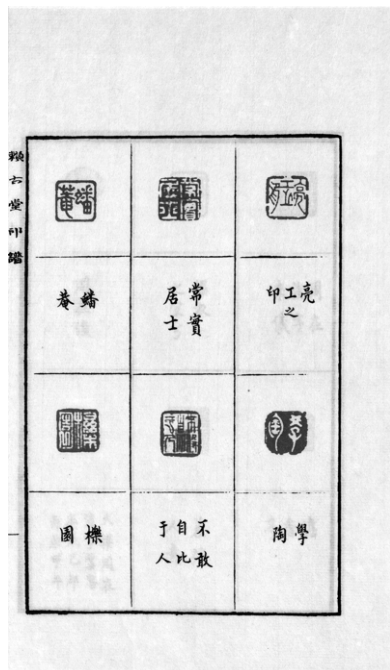 賴古堂印譜
亮工之印
常實
居士
蟠菴
學陶
不敢
自比
于人
櫟園